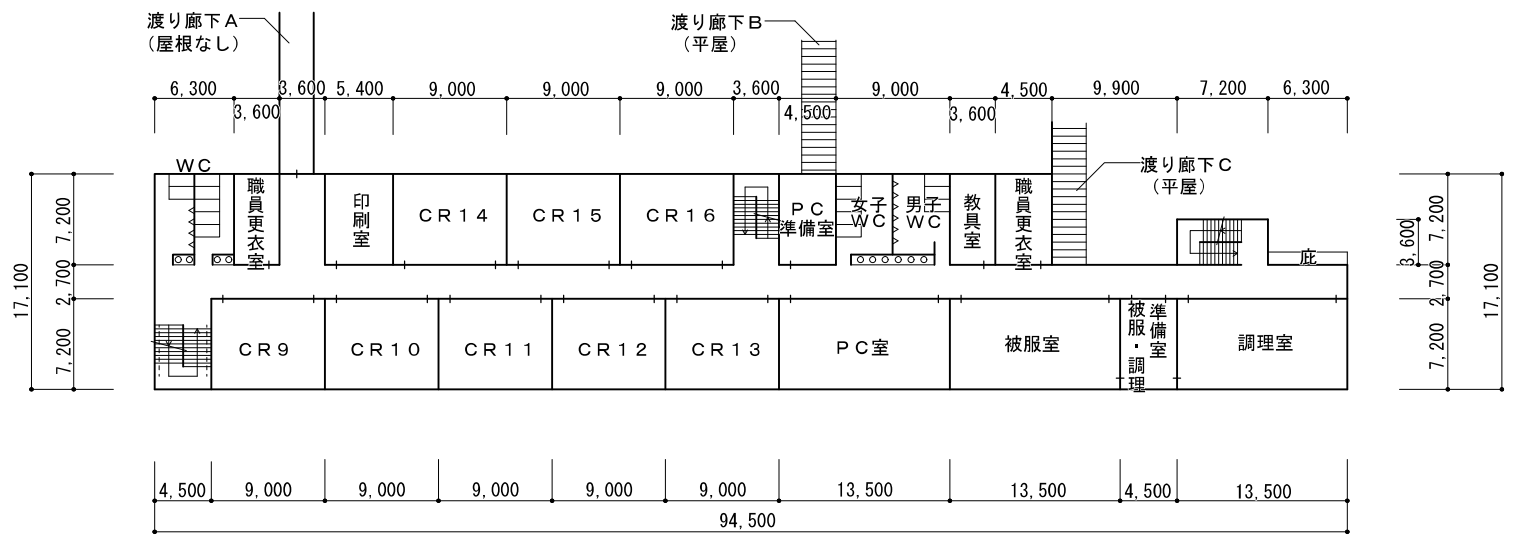 渡り廊下A
(屋根なし)
渡り廊下B
(平屋)
6,300
3,600
3,600
5,400
9,000
9,000
9,000
3,600
4,500
9,000
3,600
4,500
9,900
7,200
6,300
渡り廊下C
(平屋)
WC
職員更衣室
印刷室
CR14
CR15
CR16
PC
準備室
女子
WC
男子
WC
教具室
職員更衣室
庇
17,100
7,200
2,700
7,200
3,600
7,200
2,700
7,200
17,100
CR9
CR10
CR11
CR12
CR13
PC室
被服室
準備室
被服・調理
調理室
4,500
9,000
9,000
9,000
9,000
9,000
13,500
13,500
4,500
13,500
94,500